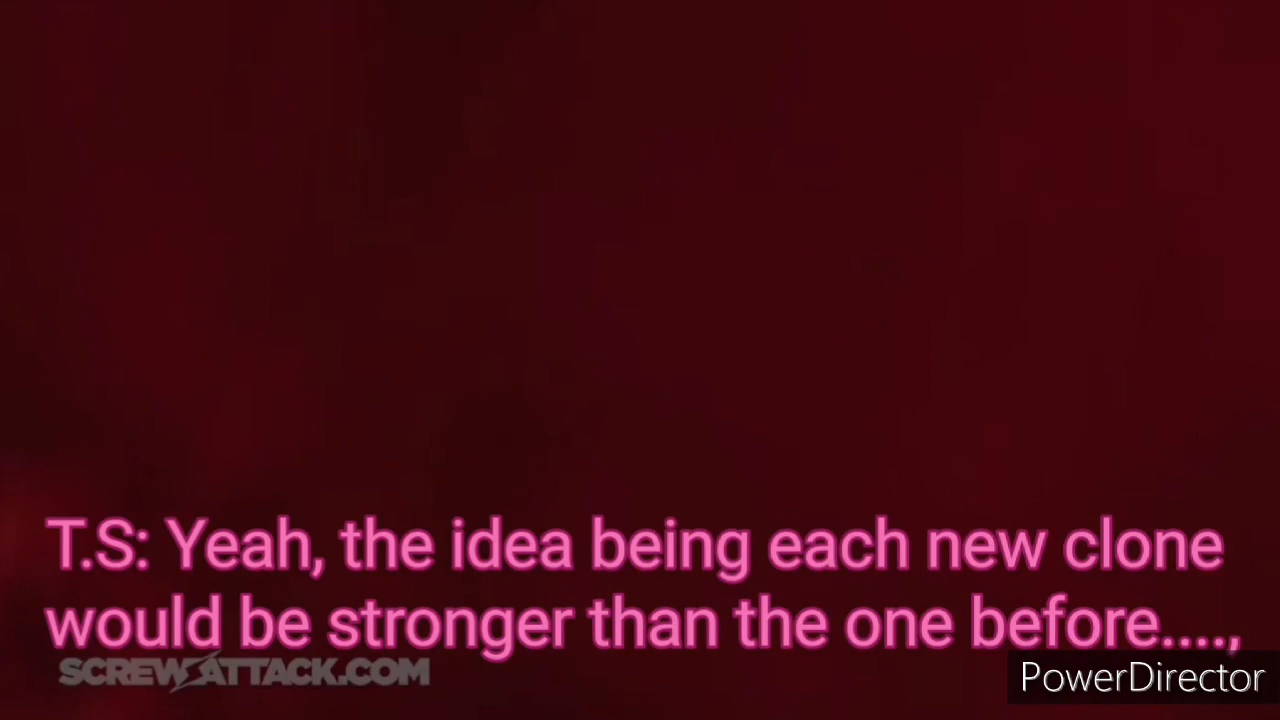 T.S: Yeah, the idea being each new clone
would be stronger than the one before....,
SCREWATTACK.COM
PowerDirector